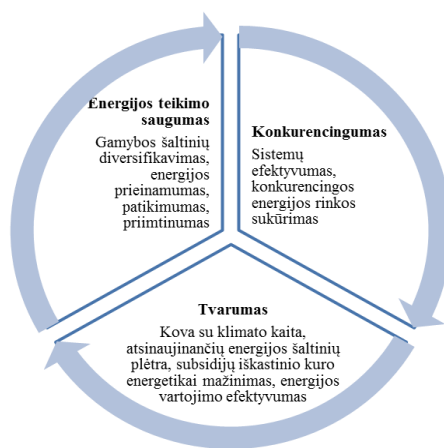 Energijos teikimo
saugumas
Gamybos šaltinių
diversifikavimas,
energijos
prieinamumas,
patikimumas,
priimtinumas
Konkurencingumas
Sistemų
efektyvumas,
konkurencingos
energijos rinkos
sukūrimas
Tvarumas
Kova su klimato kaita,
atsinaujinančių energijos šaltinių
plėtra, subsidijų iškastinio kuro
energetikai mažinimas, energijos
vartojimo efektyvumas